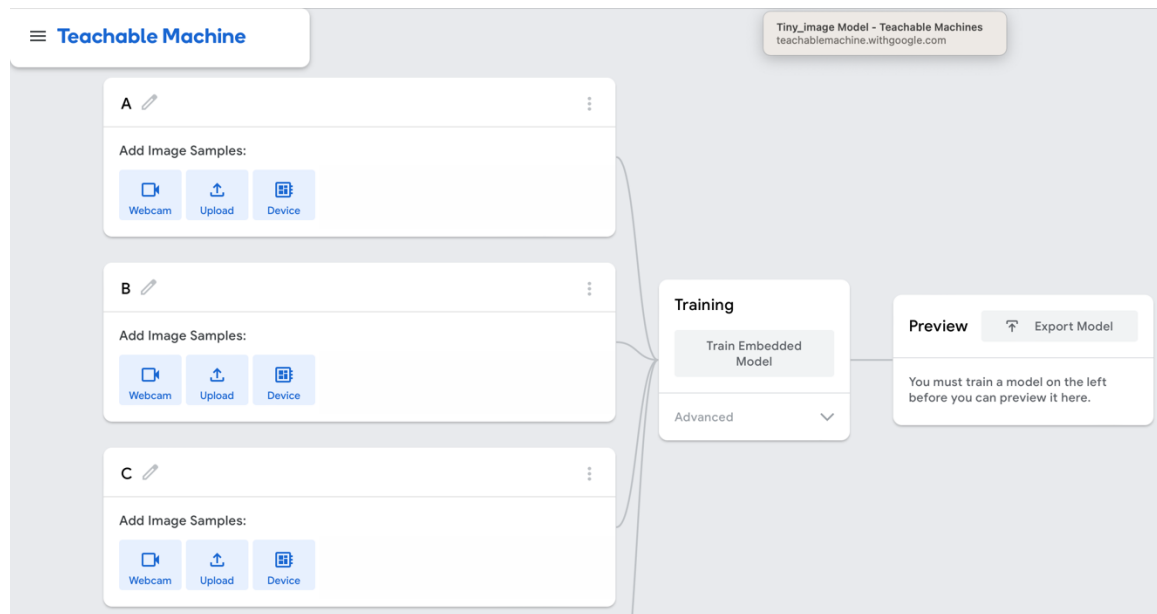 Teachable Machine
Tiny_image Model - Teachable Machines
teachablemachine.withgoogle.com
A
Add Image Samples:
Webcam Upload Device
B
Add Image Samples:
Webcam Upload Device
C
Add Image Samples:
Webcam Upload Device
Training
Train Embedded
Model
Advanced
Preview
Export Model
You must train a model on the left
before you can preview it here.